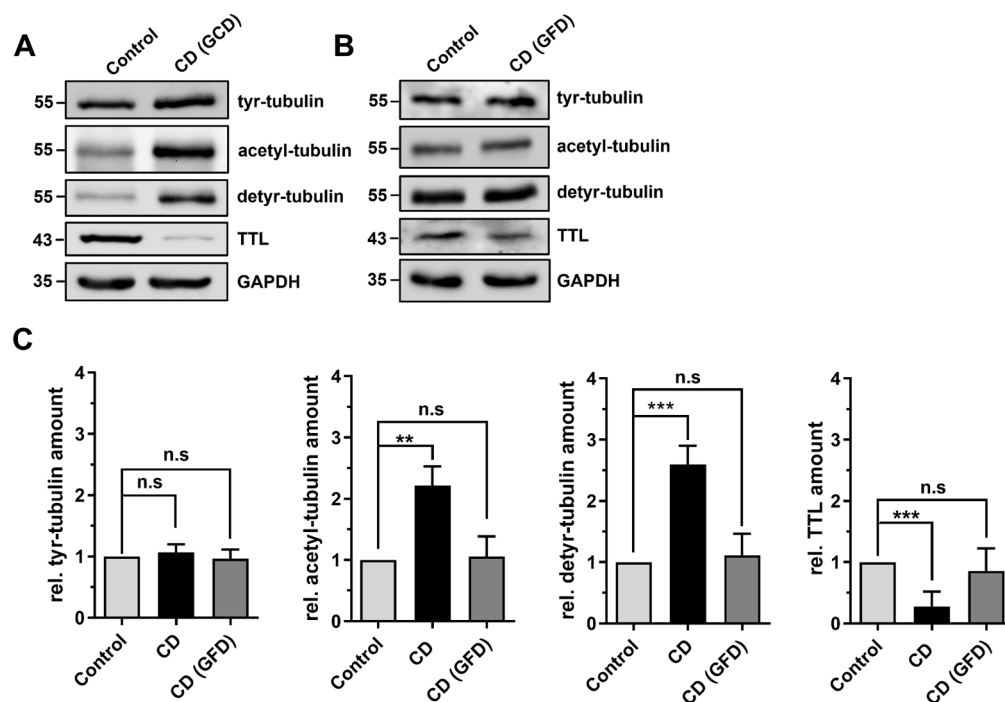 A
Control
CD (GCD)
55
tyr-tubulin
55
acetyl-tubulin
55
detyr-tubulin
43
TTL
35
GAPDH
B
Control
CD (GFD)
55
tyr-tubulin
55
acetyl-tubulin
55
detyr-tubulin
43
TTL
35
GAPDH
C
rel. tyr-tubulin amount
4
3
2
1
0
n.s
n.s
Control
CD
CD (GFD)
rel. acetyl-tubulin amount
4
3
2
1
0
n.s
**
Control
CD
CD (GFD)
rel. detyr-tubulin amount
4
3
2
1
0
n.s
***
Control
CD
CD (GFD)
rel. TTL amount
4
3
2
1
0
n.s
***
Control
CD
CD (GFD)